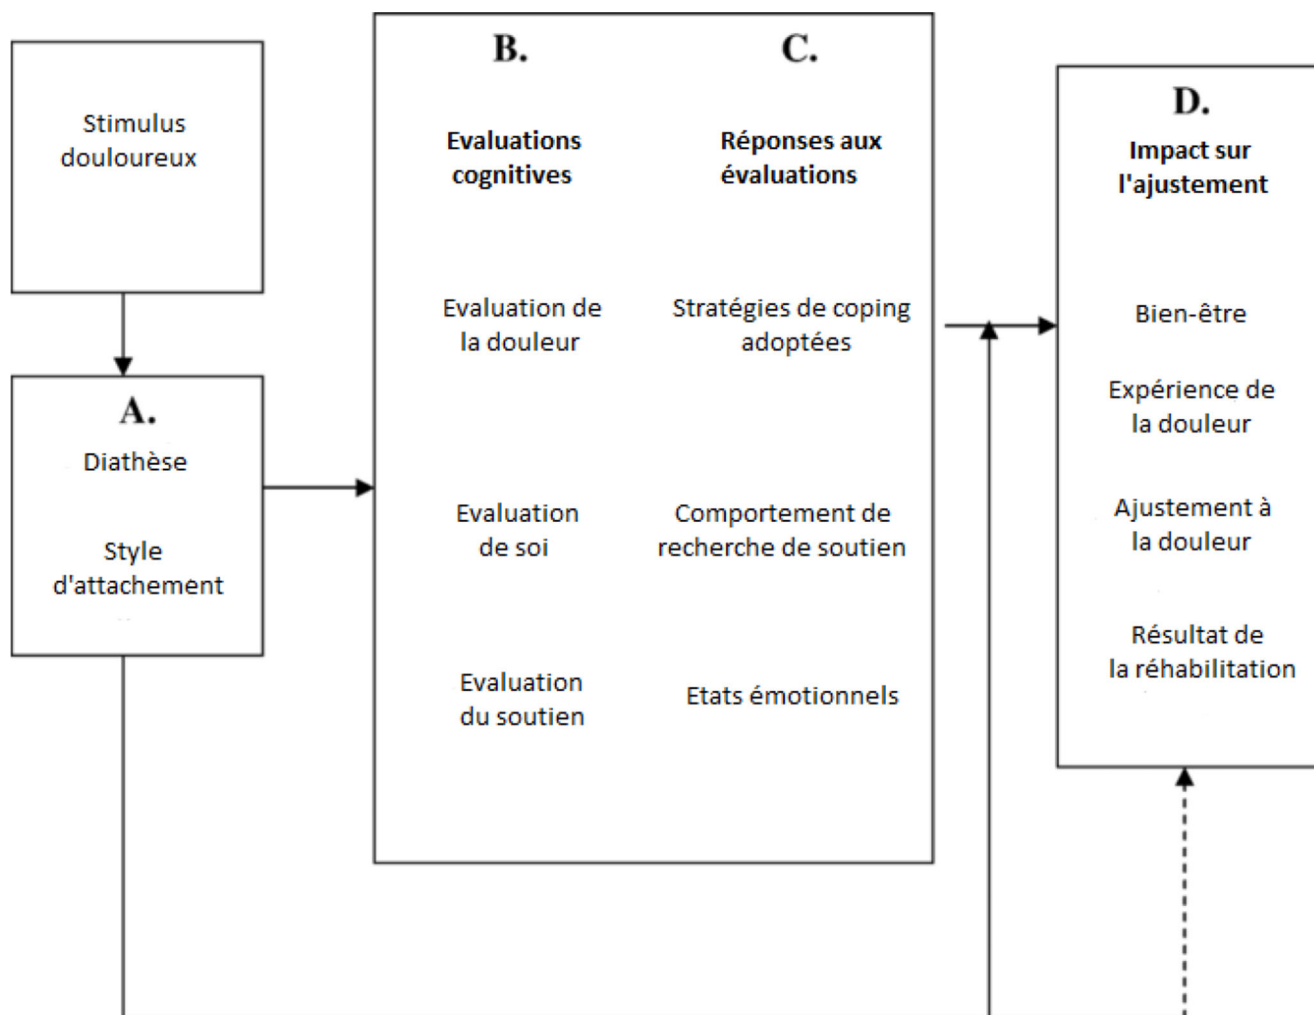 Stimulus
douloureux
A.
Diathèse
Style
d'attachement
B.
Evaluations
cognitives
Evaluation de
la douleur
Evaluation
de soi
Evaluation
du soutien
C.
Réponses aux
évaluations
Stratégies de coping
adoptées
Comportement de
recherche de soutien
Etats émotionnels
D.
Impact sur
l'ajustement
Bien-être
Expérience de
la douleur
Ajustement à
la douleur
Résultat de
la réhabilitation